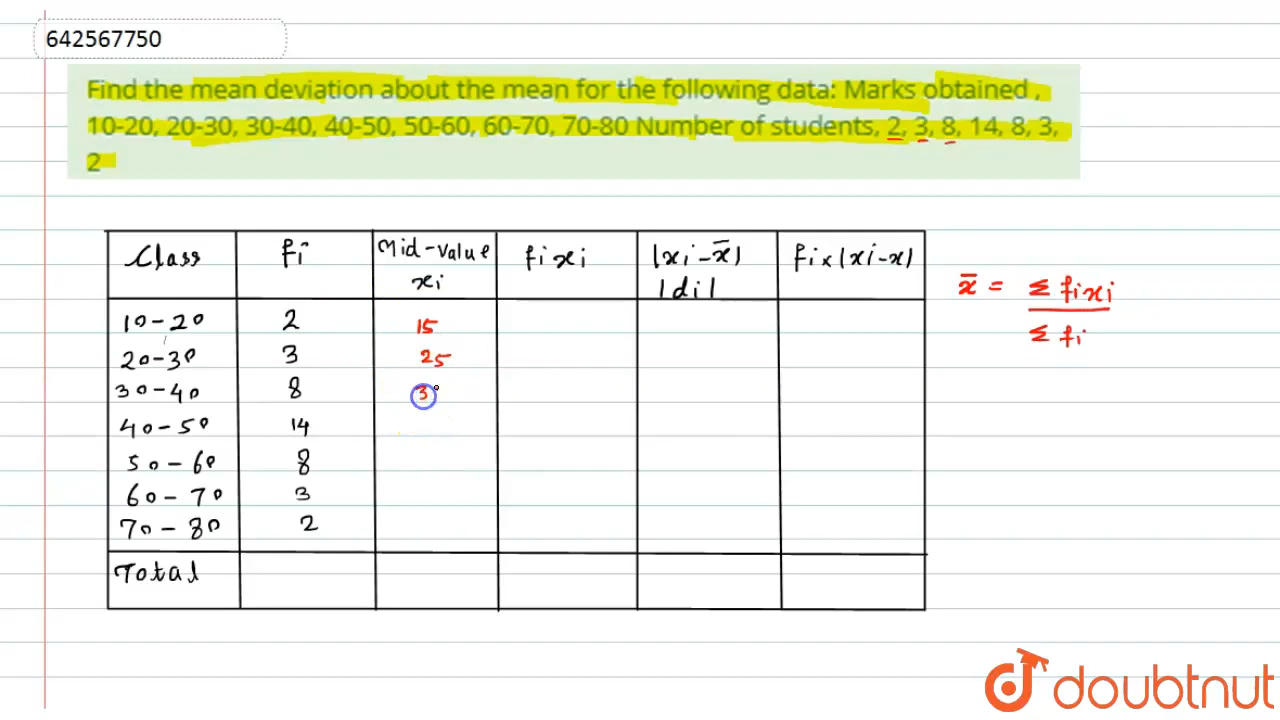 642567750
Find the mean deviation about the mean for the following data: Marks obtained ,
10-20, 20-30, 30-40, 40-50, 50-60, 60-70, 70-80 Number of students, 2, 3, 8, 14, 8, 3,
2
Class fi Mid-value xi fixi |xi-x̄| |di| fi×|xi-x|
x̄ = Σfixi / Σfi
10-20 2 15
20-30 3 25
30-40 8 3
40-50 14
50-60 8
60-70 3
70-80 2
Total
doubtnut